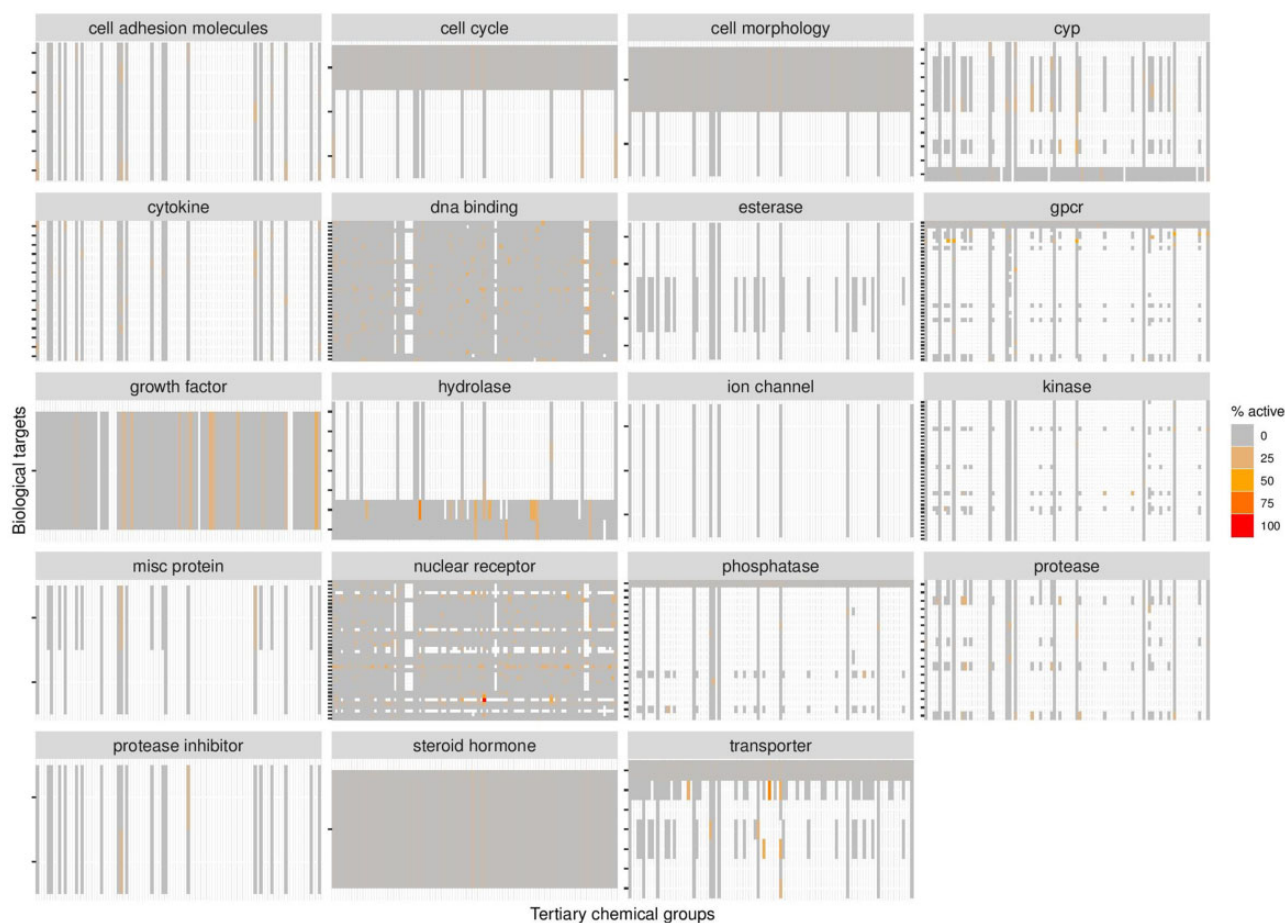 cell adhesion molecules
cell cycle
cell morphology
cyp
cytokine
dna binding
esterase
gpcr
growth factor
hydrolase
ion channel
kinase
misc protein
nuclear receptor
phosphatase
protease
protease inhibitor
steroid hormone
transporter
Biological targets
Tertiary chemical groups
% active
0
25
50
75
100